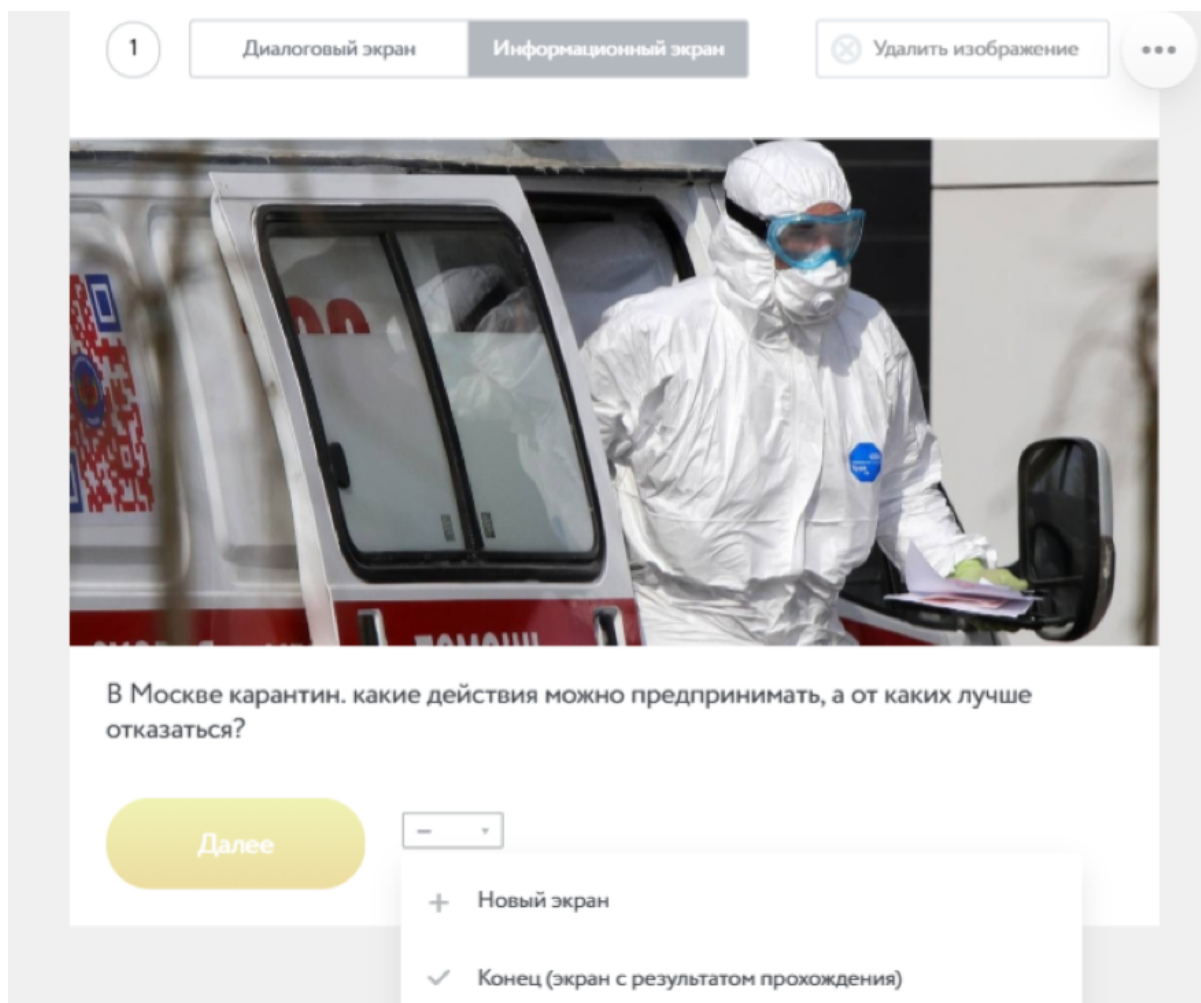 1
Диалоговый экран
Информационный экран
Удалить изображение
В Москве карантин. какие действия можно предпринимать, а от каких лучше
отказаться?
Далее
Новый экран
Конец (экран с результатом прохождения)